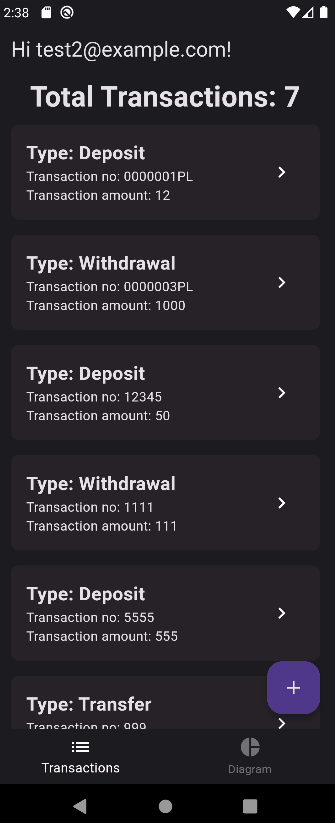 2:38
Hi test2@example.com!
Total Transactions: 7
Type: Deposit
Transaction no: 0000001PL
Transaction amount: 12
Type: Withdrawal
Transaction no: 0000003PL
Transaction amount: 1000
Type: Deposit
Transaction no: 12345
Transaction amount: 50
Type: Withdrawal
Transaction no: 1111
Transaction amount: 111
Type: Deposit
Transaction no: 5555
Transaction amount: 555
Type: Transfer
Transaction no: 999
Transactions
Diagram